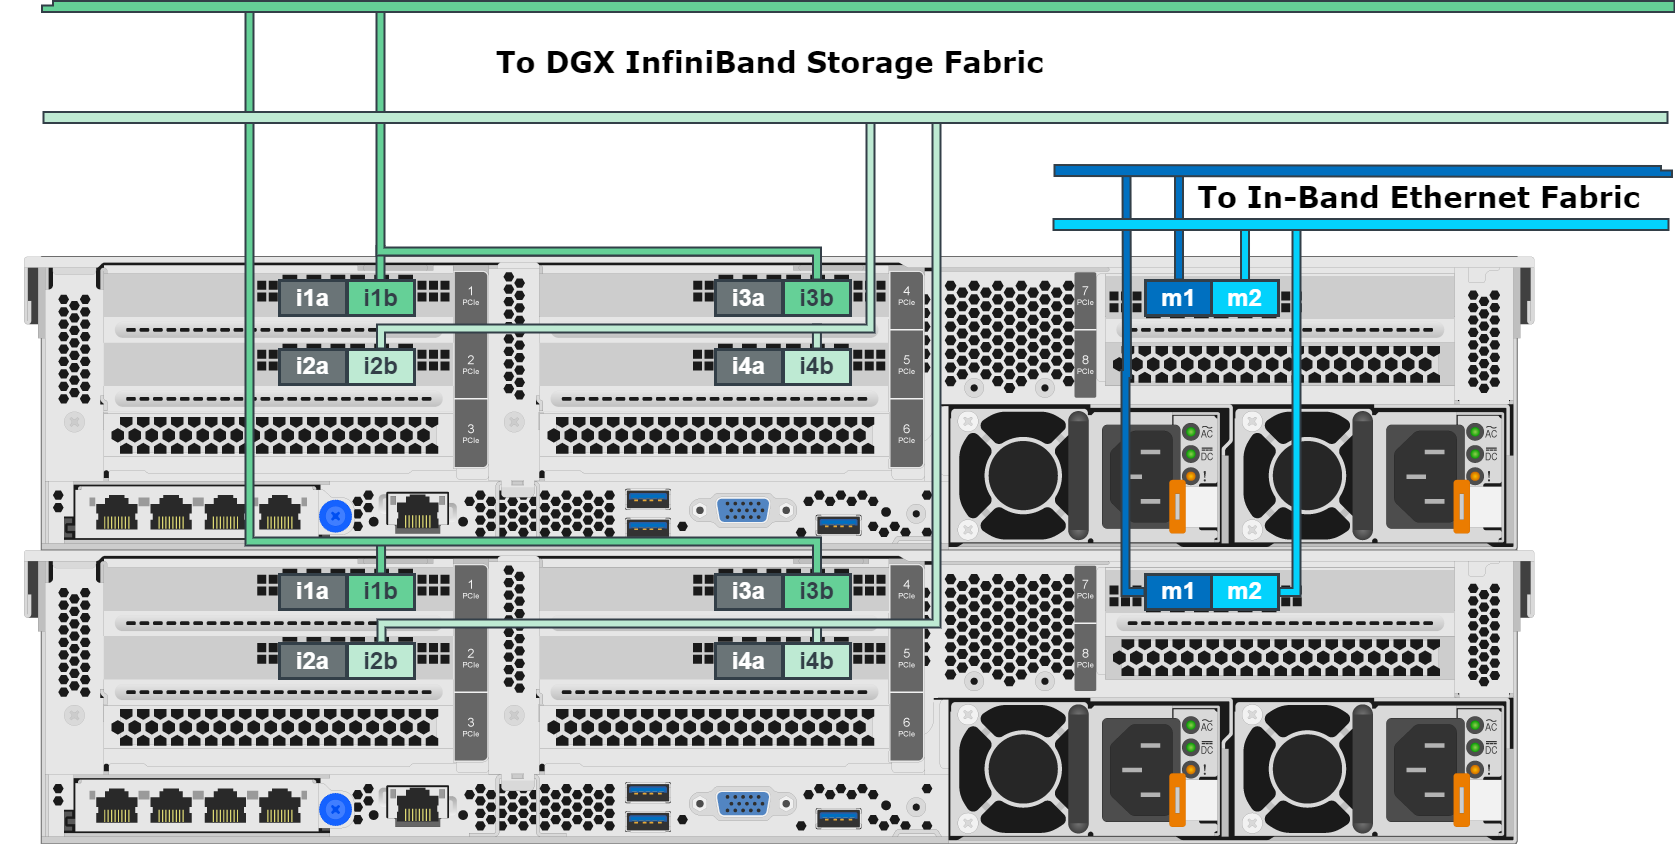 To DGX InfiniBand Storage Fabric
To In-Band Ethernet Fabric
i1a i1b
1
PCIe
i3a i3b
4
PCIe
7
PCIe
m1 m2
i2a i2b
2
PCIe
i4a i4b
5
PCIe
8
PCIe
3
PCIe
6
PCIe
AC
DC
!
AC
DC
!
i1a i1b
1
PCIe
i3a i3b
4
PCIe
7
PCIe
m1 m2
i2a i2b
2
PCIe
i4a i4b
5
PCIe
8
PCIe
3
PCIe
6
PCIe
AC
DC
!
AC
DC
!